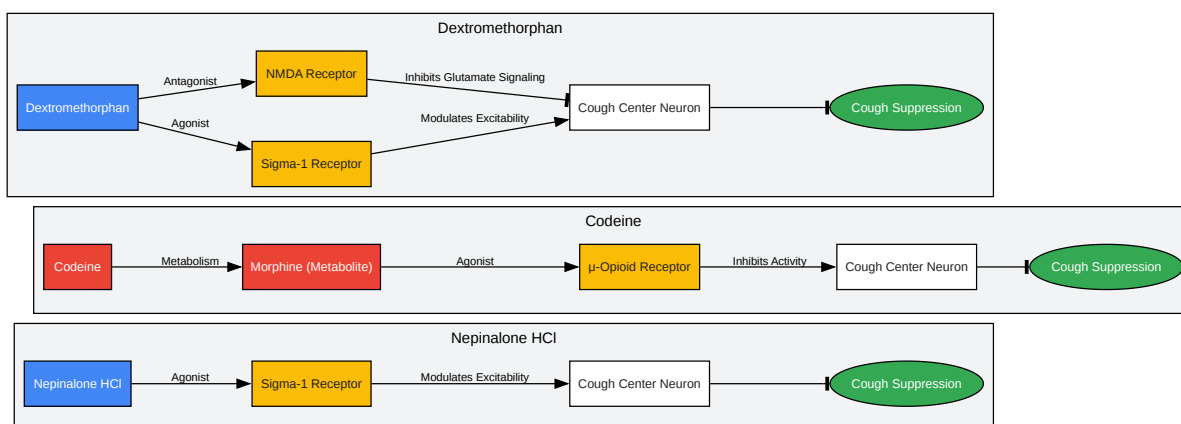 Dextromethorphan
Dextromethorphan
Antagonist
Agonist
NMDA Receptor
Sigma-1 Receptor
Inhibits Glutamate Signaling
Modulates Excitability
Cough Center Neuron
Cough Suppression
Codeine
Codeine
Metabolism
Morphine (Metabolite)
Agonist
μ-Opioid Receptor
Inhibits Activity
Cough Center Neuron
Cough Suppression
Nepinalone HCl
Nepinalone HCl
Agonist
Sigma-1 Receptor
Modulates Excitability
Cough Center Neuron
Cough Suppression